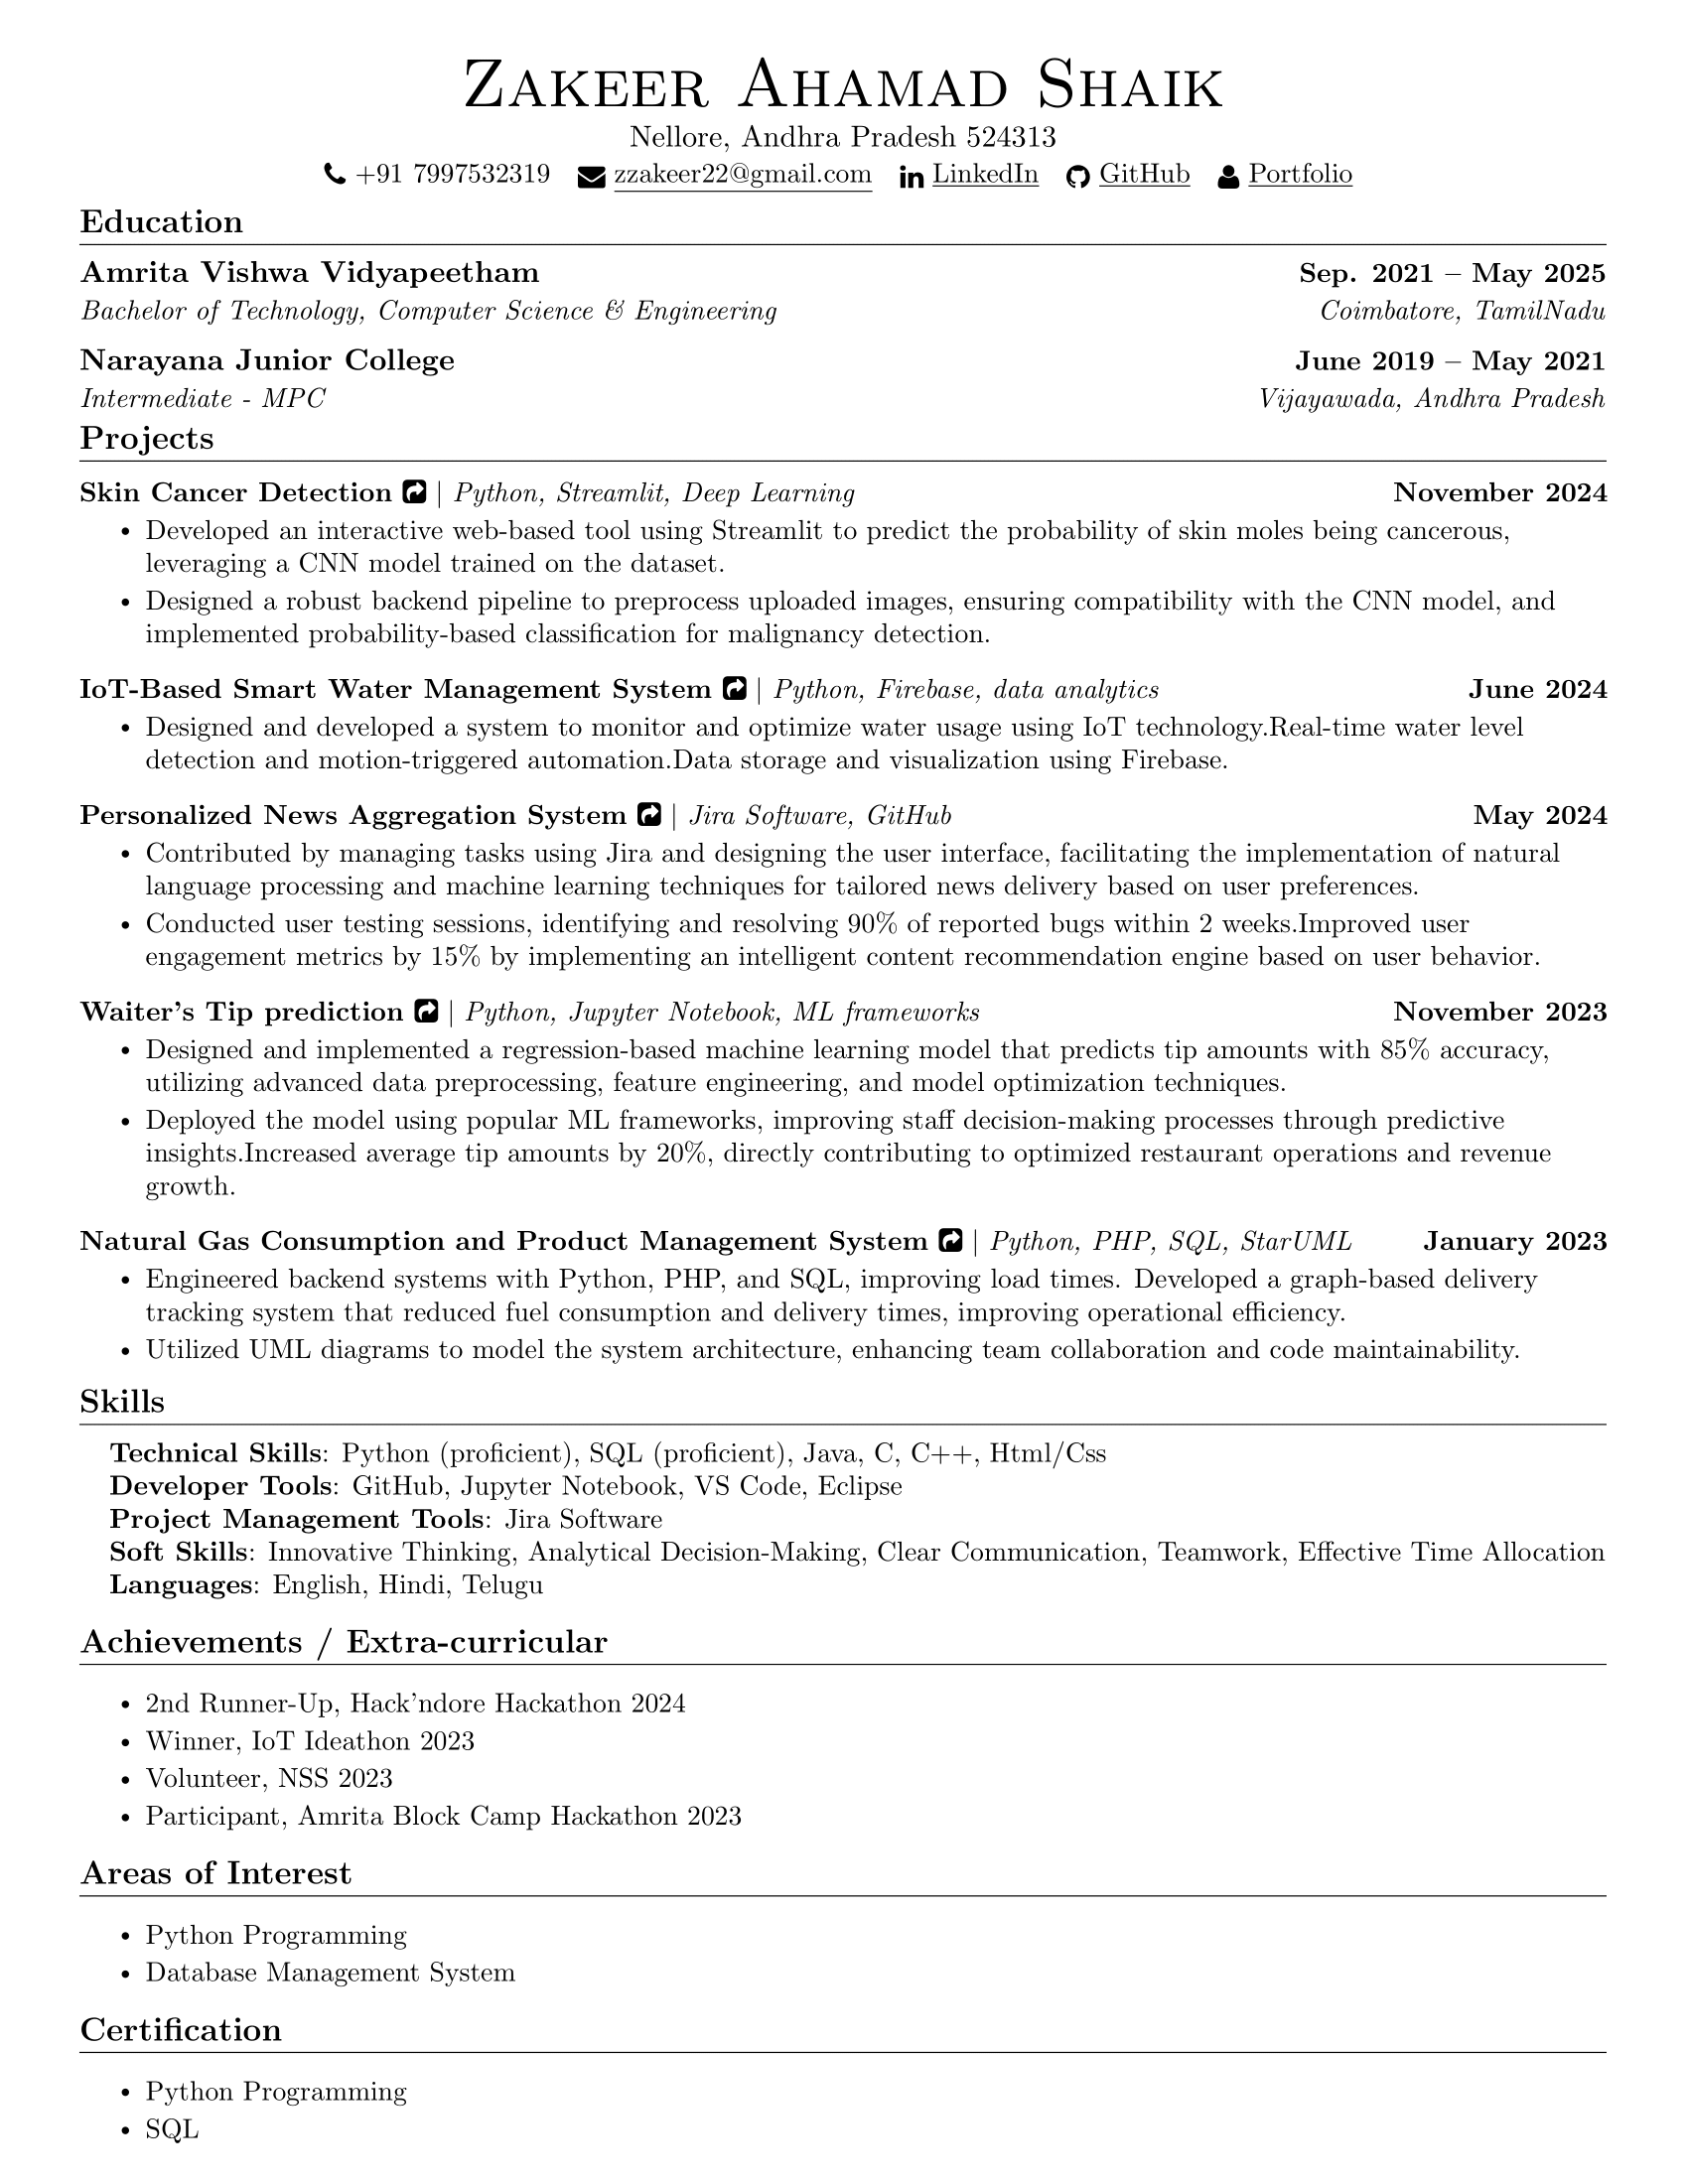 Zakeer Ahamad Shaik
Nellore, Andhra Pradesh 524313
+91 7997532319 zzakeer22@gmail.com LinkedIn GitHub Portfolio
Education
Amrita Vishwa Vidyapeetham Sep. 2021 – May 2025
Bachelor of Technology, Computer Science & Engineering Coimbatore, TamilNadu
Narayana Junior College June 2019 – May 2021
Intermediate - MPC Vijayawada, Andhra Pradesh
Projects
Skin Cancer Detection | Python, Streamlit, Deep Learning November 2024
• Developed an interactive web-based tool using Streamlit to predict the probability of skin moles being cancerous,
leveraging a CNN model trained on the dataset.
• Designed a robust backend pipeline to preprocess uploaded images, ensuring compatibility with the CNN model, and
implemented probability-based classification for malignancy detection.
IoT-Based Smart Water Management System | Python, Firebase, data analytics June 2024
• Designed and developed a system to monitor and optimize water usage using IoT technology.Real-time water level
detection and motion-triggered automation.Data storage and visualization using Firebase.
Personalized News Aggregation System | Jira Software, GitHub May 2024
• Contributed by managing tasks using Jira and designing the user interface, facilitating the implementation of natural
language processing and machine learning techniques for tailored news delivery based on user preferences.
• Conducted user testing sessions, identifying and resolving 90% of reported bugs within 2 weeks.Improved user
engagement metrics by 15% by implementing an intelligent content recommendation engine based on user behavior.
Waiter's Tip prediction | Python, Jupyter Notebook, ML frameworks November 2023
• Designed and implemented a regression-based machine learning model that predicts tip amounts with 85% accuracy,
utilizing advanced data preprocessing, feature engineering, and model optimization techniques.
• Deployed the model using popular ML frameworks, improving staff decision-making processes through predictive
insights.Increased average tip amounts by 20%, directly contributing to optimized restaurant operations and revenue
growth.
Natural Gas Consumption and Product Management System | Python, PHP, SQL, StarUML January 2023
• Engineered backend systems with Python, PHP, and SQL, improving load times. Developed a graph-based delivery
tracking system that reduced fuel consumption and delivery times, improving operational efficiency.
• Utilized UML diagrams to model the system architecture, enhancing team collaboration and code maintainability.
Skills
Technical Skills: Python (proficient), SQL (proficient), Java, C, C++, Html/Css
Developer Tools: GitHub, Jupyter Notebook, VS Code, Eclipse
Project Management Tools: Jira Software
Soft Skills: Innovative Thinking, Analytical Decision-Making, Clear Communication, Teamwork, Effective Time Allocation
Languages: English, Hindi, Telugu
Achievements / Extra-curricular
• 2nd Runner-Up, Hack'ndore Hackathon 2024
• Winner, IoT Ideathon 2023
• Volunteer, NSS 2023
• Participant, Amrita Block Camp Hackathon 2023
Areas of Interest
• Python Programming
• Database Management System
Certification
• Python Programming
• SQL